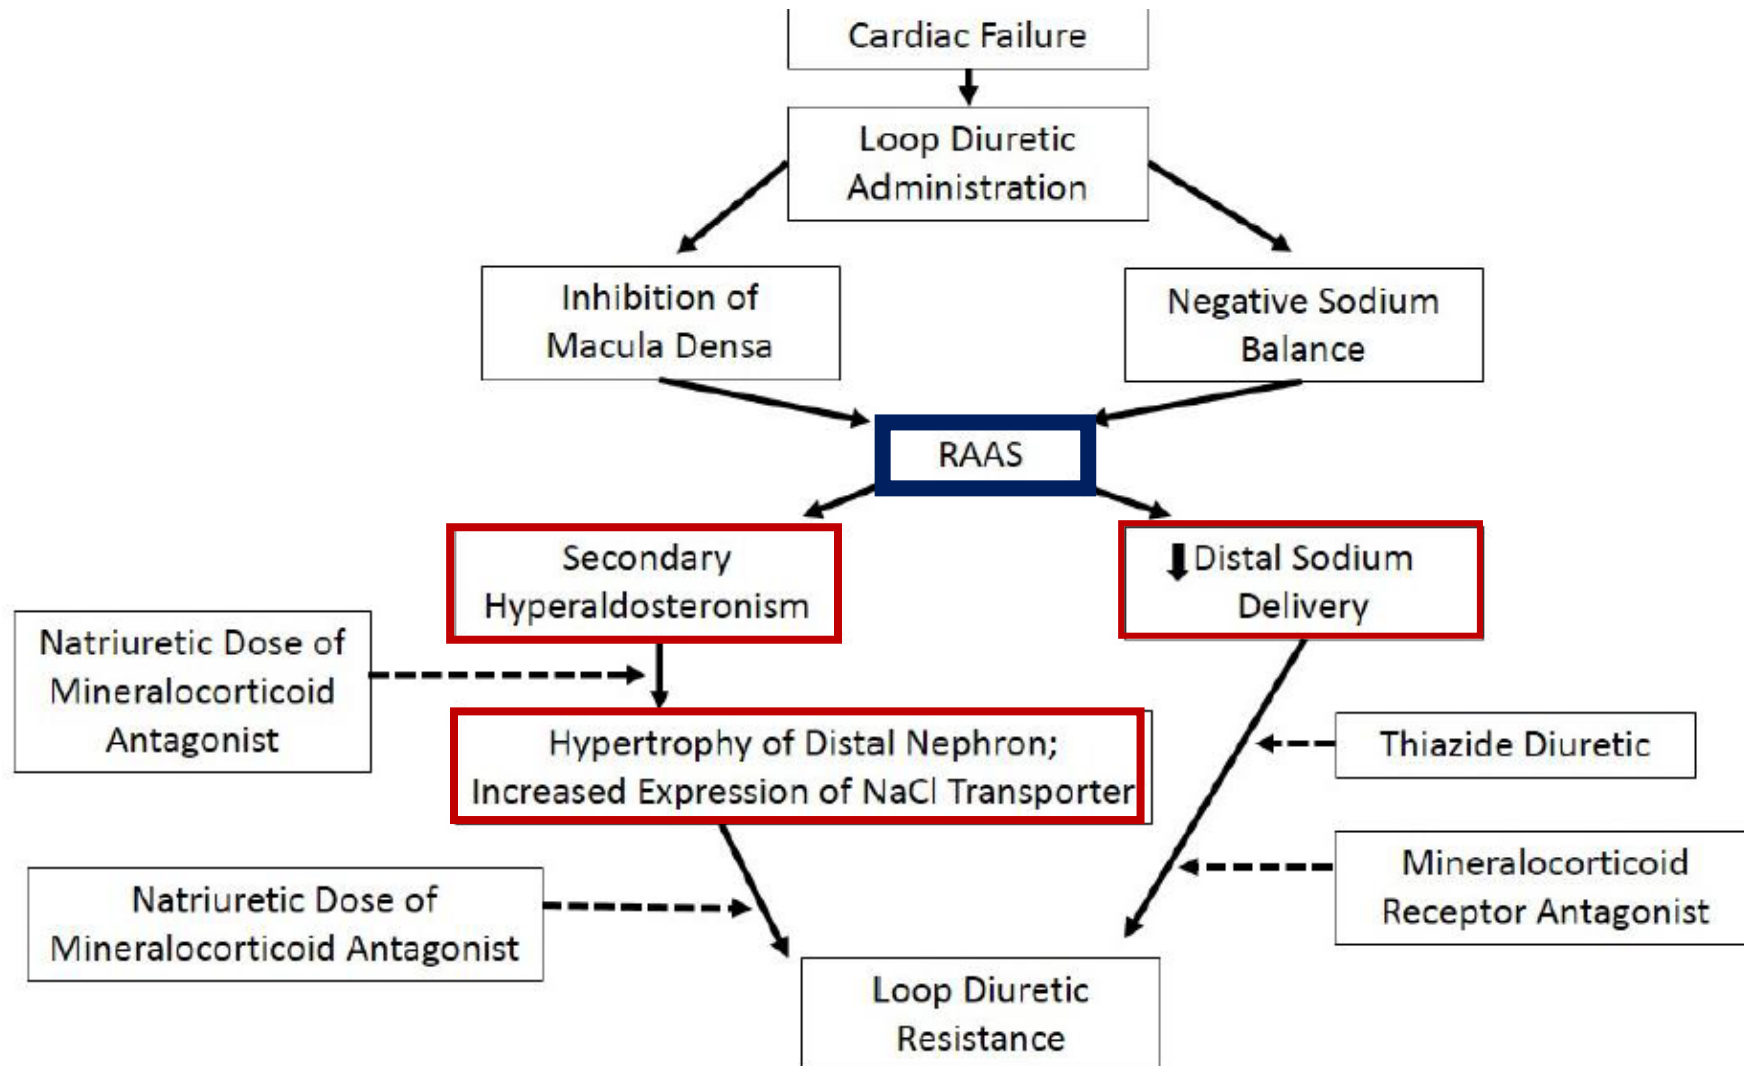 Cardiac Failure
Loop Diuretic
Administration
Inhibition of
Macula Densa
Negative Sodium
Balance
RAAS
Secondary
Hyperaldosteronism
⬇Distal Sodium
Delivery
Natriuretic Dose of
Mineralocorticoid
Antagonist
Hypertrophy of Distal Nephron;
Increased Expression of NaCl Transporter
Thiazide Diuretic
Natriuretic Dose of
Mineralocorticoid Antagonist
Mineralocorticoid
Receptor Antagonist
Loop Diuretic
Resistance